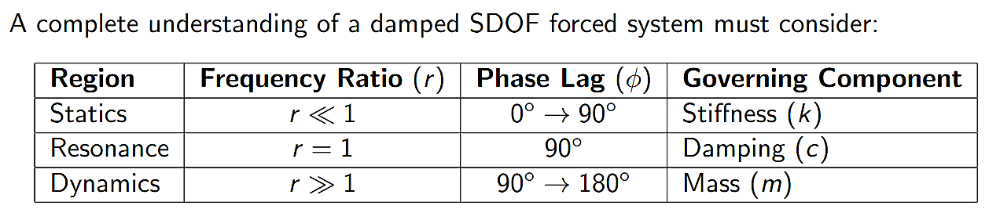 A complete understanding of a damped SDOF forced system must consider:
Region Frequency Ratio (r) Phase Lag (ϕ) Governing Component
Statics r ≪ 1 0° → 90° Stiffness (k)
Resonance r = 1 90° Damping (c)
Dynamics r ≫ 1 90° → 180° Mass (m)